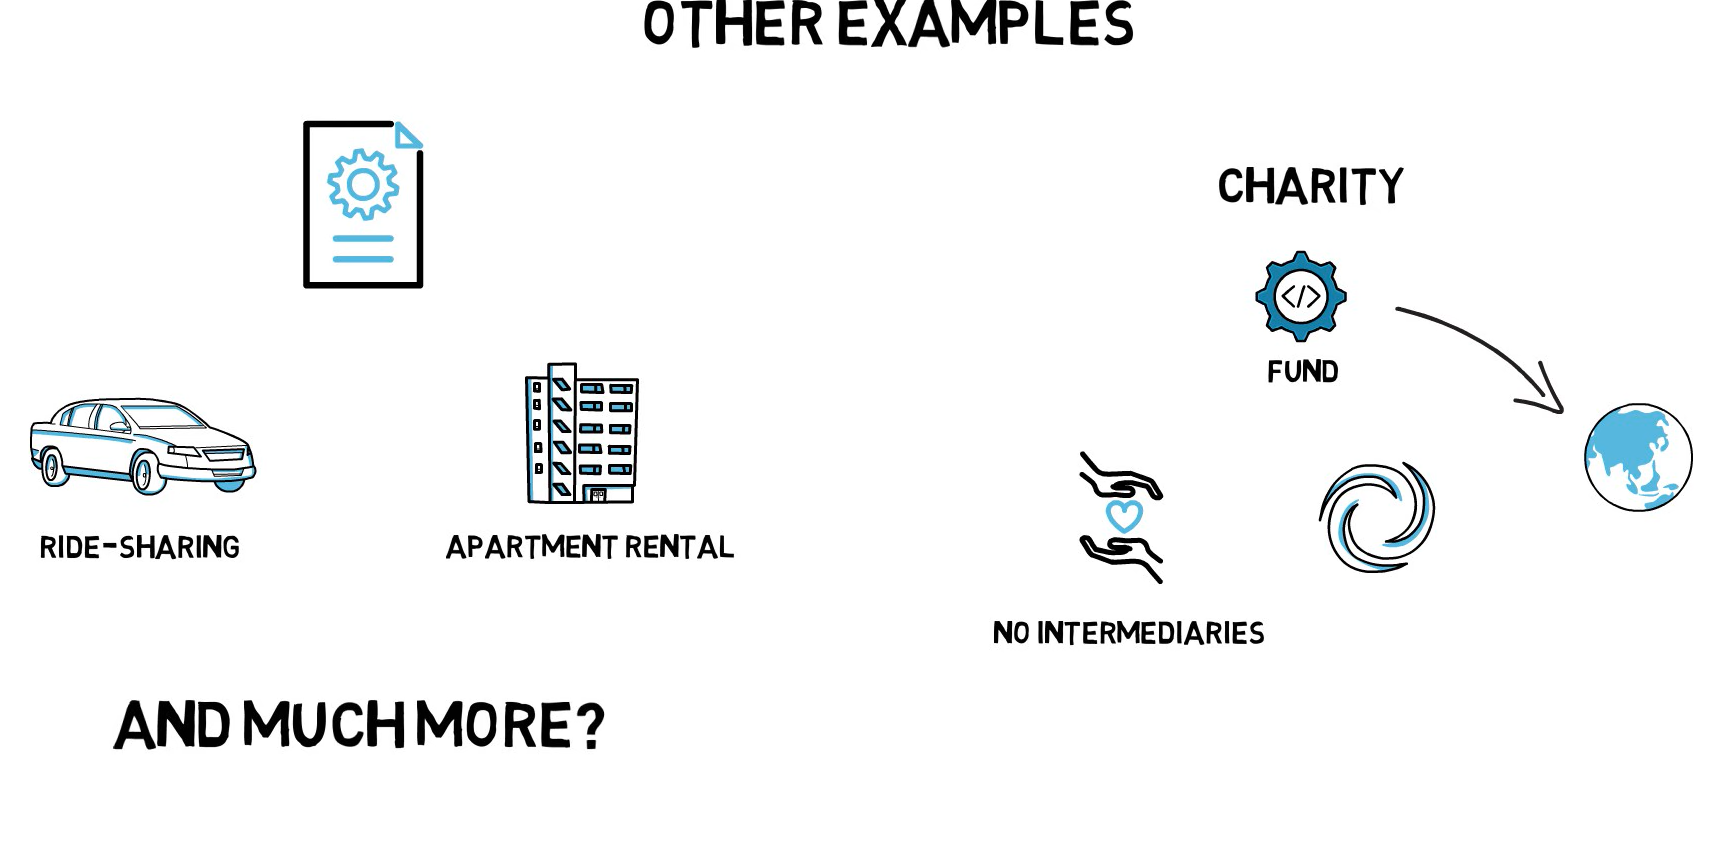 OTHER EXAMPLES
CHARITY
</>
FUND
RIDE-SHARING
APARTMENT RENTAL
NO INTERMEDIARIES
AND MUCH MORE?